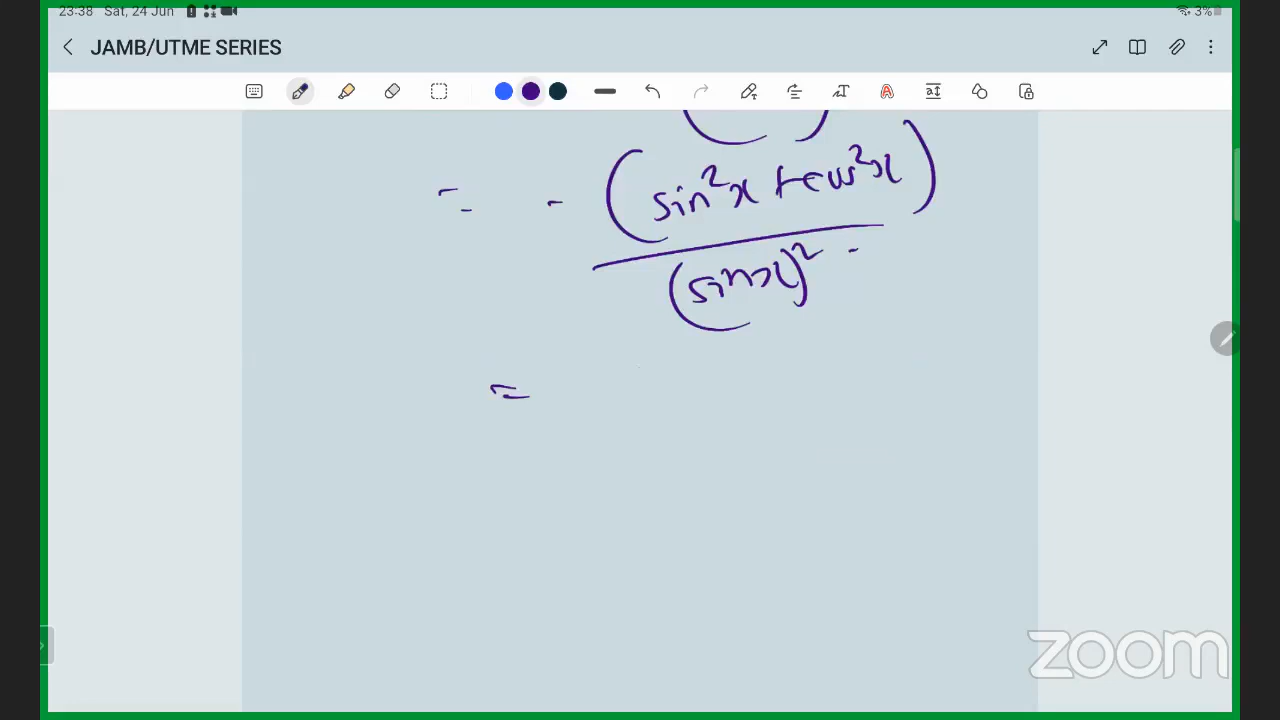 23:38 Sat, 24 Jun 3%
JAMB/UTME SERIES
= - (sin²x + cos²x)
(sinx)²
=
zoom